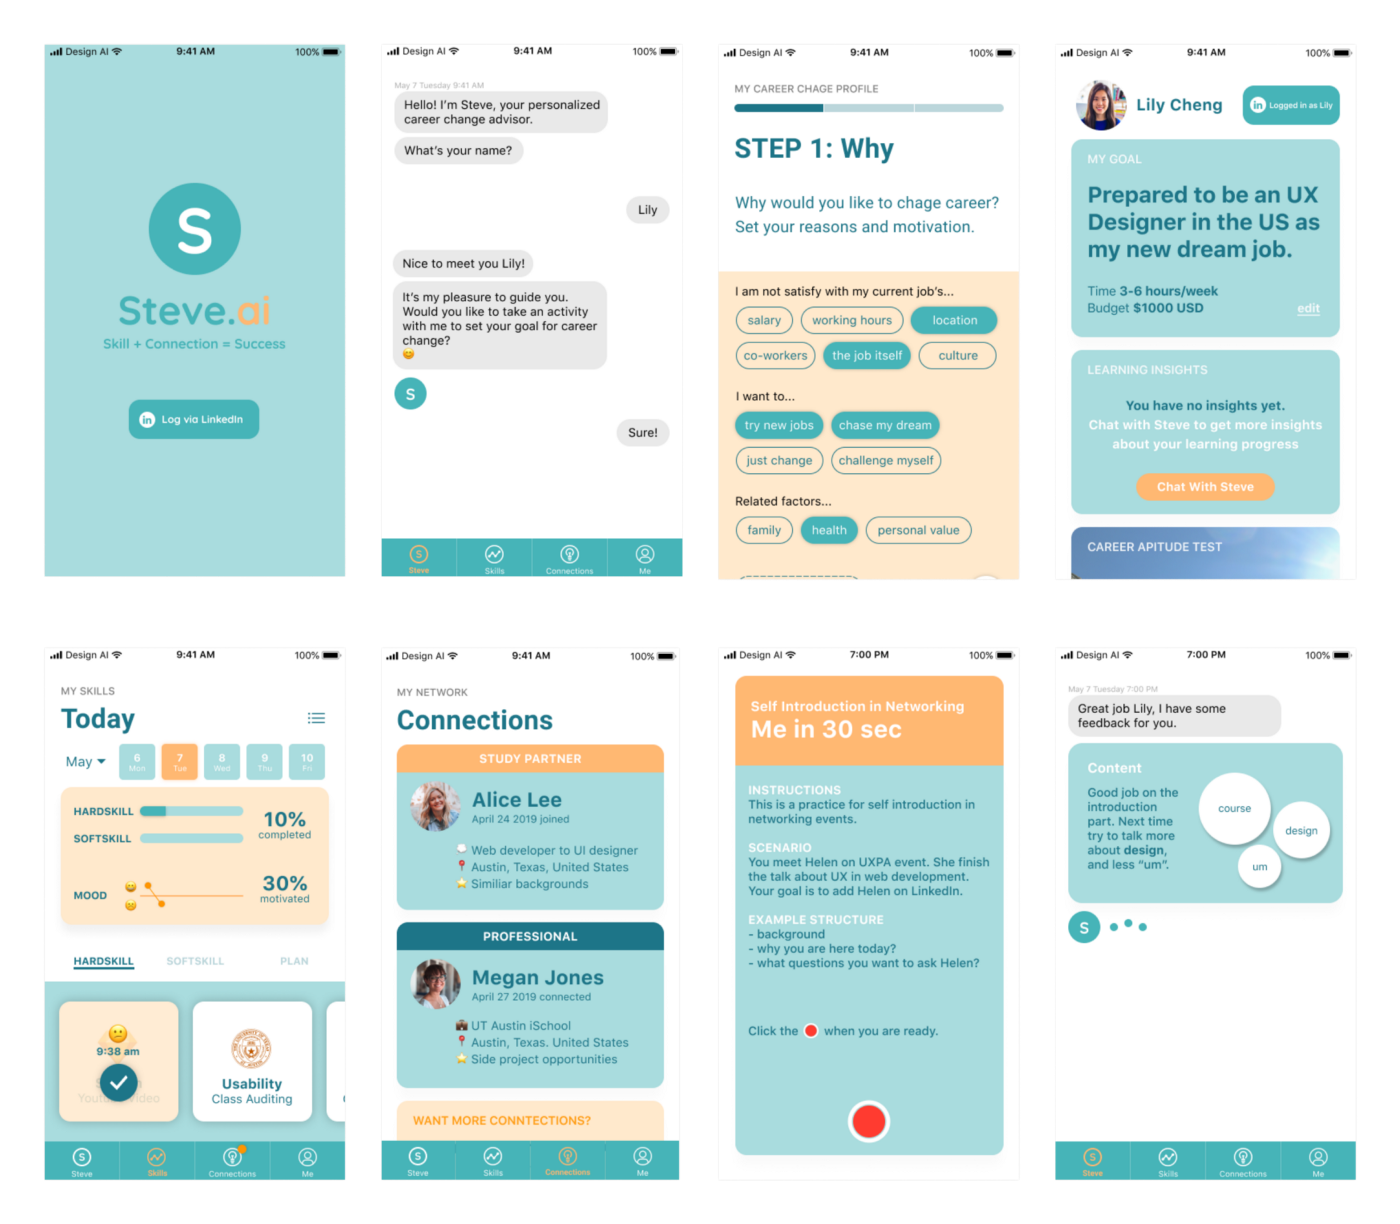 Design AI 9:41 AM 100%
S
Steve.ai
Skill + Connection = Success
in Log via LinkedIn
Design AI 9:41 AM 100%
May 7 Tuesday 9:41 AM
Hello! I'm Steve, your personalized
career change advisor.
What's your name?
Lily
Nice to meet you Lily!
It's my pleasure to guide you.
Would you like to take an activity
with me to set your goal for career
change?
S
Sure!
S
Steve Skills Connections Me
Design AI 9:41 AM 100%
MY CAREER CHAGE PROFILE
STEP 1: Why
Why would you like to chage career?
Set your reasons and motivation.
I am not satisfy with my current job's...
salary working hours location
co-workers the job itself culture
I want to...
try new jobs chase my dream
just change challenge myself
Related factors...
family health personal value
Design AI 9:41 AM 100%
Lily Cheng
in Logged in as Lily
MY GOAL
Prepared to be an UX
Designer in the US as
my new dream job.
Time 3-6 hours/week
Budget $1000 USD
edit
LEARNING INSIGHTS
You have no insights yet.
Chat with Steve to get more insights
about your learning progress
Chat With Steve
CAREER APITUDE TEST
Design AI 9:41 AM 100%
MY SKILLS
Today
May
6 7 8 9 10
Mon Tue Wed Thu Fri
HARDSKILL
SOFTSKILL
10%
completed
MOOD
30%
motivated
HARDSKILL SOFTSKILL PLAN
9:38 am
Usability
Class Auditing
S
Steve Skills Connections Me
Design AI 9:41 AM 100%
MY NETWORK
Connections
STUDY PARTNER
Alice Lee
April 24 2019 joined
Web developer to UI designer
Austin, Texas, United States
Similiar backgrounds
PROFESSIONAL
Megan Jones
April 27 2019 connected
UT Austin iSchool
Austin, Texas. United States
Side project opportunities
WANT MORE CONNTECTIONS?
S
Steve Skills Connections Me
Design AI 7:00 PM 100%
Self Introduction in Networking
Me in 30 sec
INSTRUCTIONS
This is a practice for self introduction in
networking events.
SCENARIO
You meet Helen on UXPA event. She finish
the talk about UX in web development.
Your goal is to add Helen on LinkedIn.
EXAMPLE STRUCTURE
- background
- why you are here today?
- what questions you want to ask Helen?
Click the when you are ready.
Design AI 7:00 PM 100%
May 7 Tuesday 7:00 PM
Great job Lily, I have some
feedback for you.
Content
Good job on the
introduction
part. Next time
try to talk more
about design,
and less "um".
course
design
um
S
S
Steve Skills Connections Me